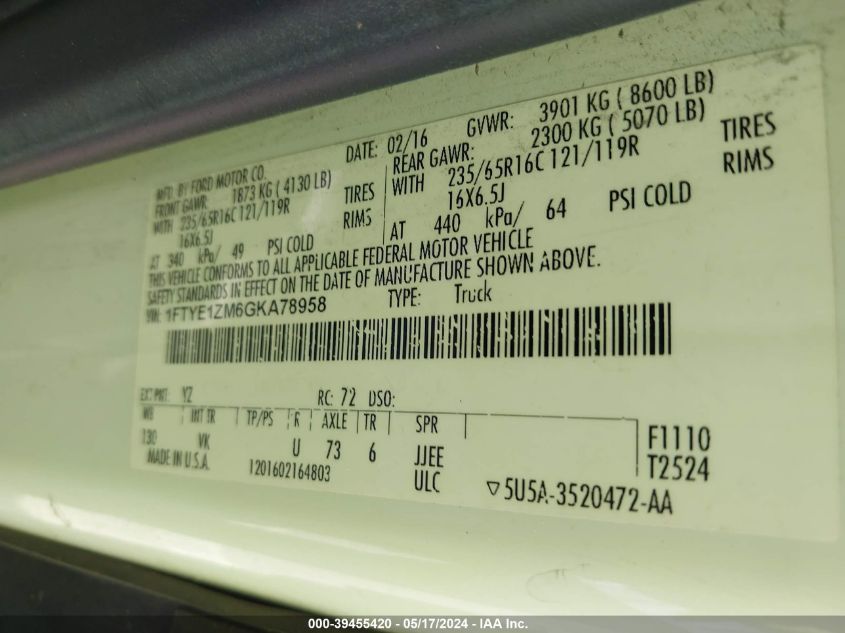 MFD. BY FORD MOTOR CO.
DATE: 02/16
GVWR: 3901 KG ( 8600 LB)
FRONT GAWR: 1873 KG ( 4130 LB)
REAR GAWR: 2300 KG ( 5070 LB)
WITH 235/65R16C 121/119R TIRES
WITH 235/65R16C 121/119R TIRES
16X6.5J RIMS
16X6.5J RIMS
AT 340 kPa/ 49 PSI COLD
AT 440 kPa/ 64 PSI COLD
THIS VEHICLE CONFORMS TO ALL APPLICABLE FEDERAL MOTOR VEHICLE
SAFETY STANDARDS IN EFFECT ON THE DATE OF MANUFACTURE SHOWN ABOVE.
VIN: 1FTYE1ZM6GKA78958
TYPE: Truck
EXT PNT: YZ RC: 72 DSO:
WB INT TR TP/PS R AXLE TR SPR
130 VK U 73 6 JJEE
F1110
T2524
MADE IN U.S.A.
1201602164803
ULC
▽5U5A-3520472-AA
000-39455420 - 05/17/2024 - IAA Inc.